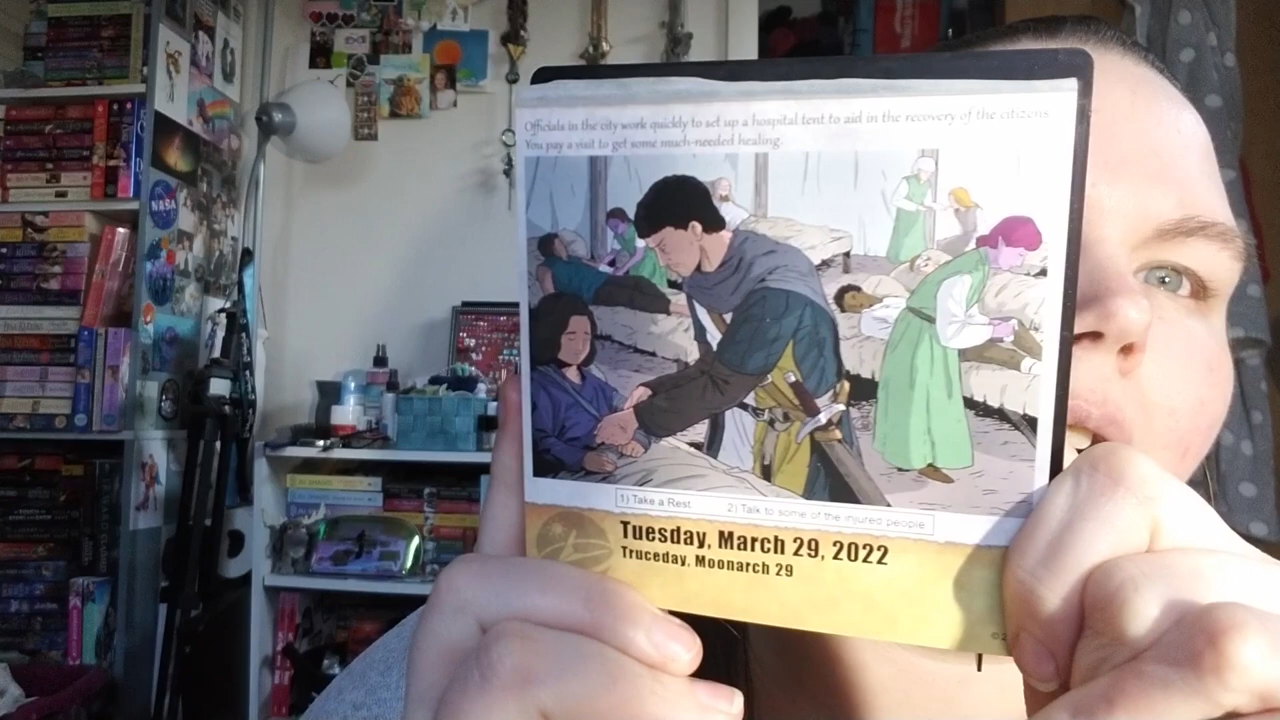 Officials in the city work quickly to set up a hospital tent to aid in the recovery of the citizens.
You pay a visit to get some much-needed healing.
1) Take a Rest
2) Talk to some of the injured people
Tuesday, March 29, 2022
Truceday, Moonarch 29
NASA